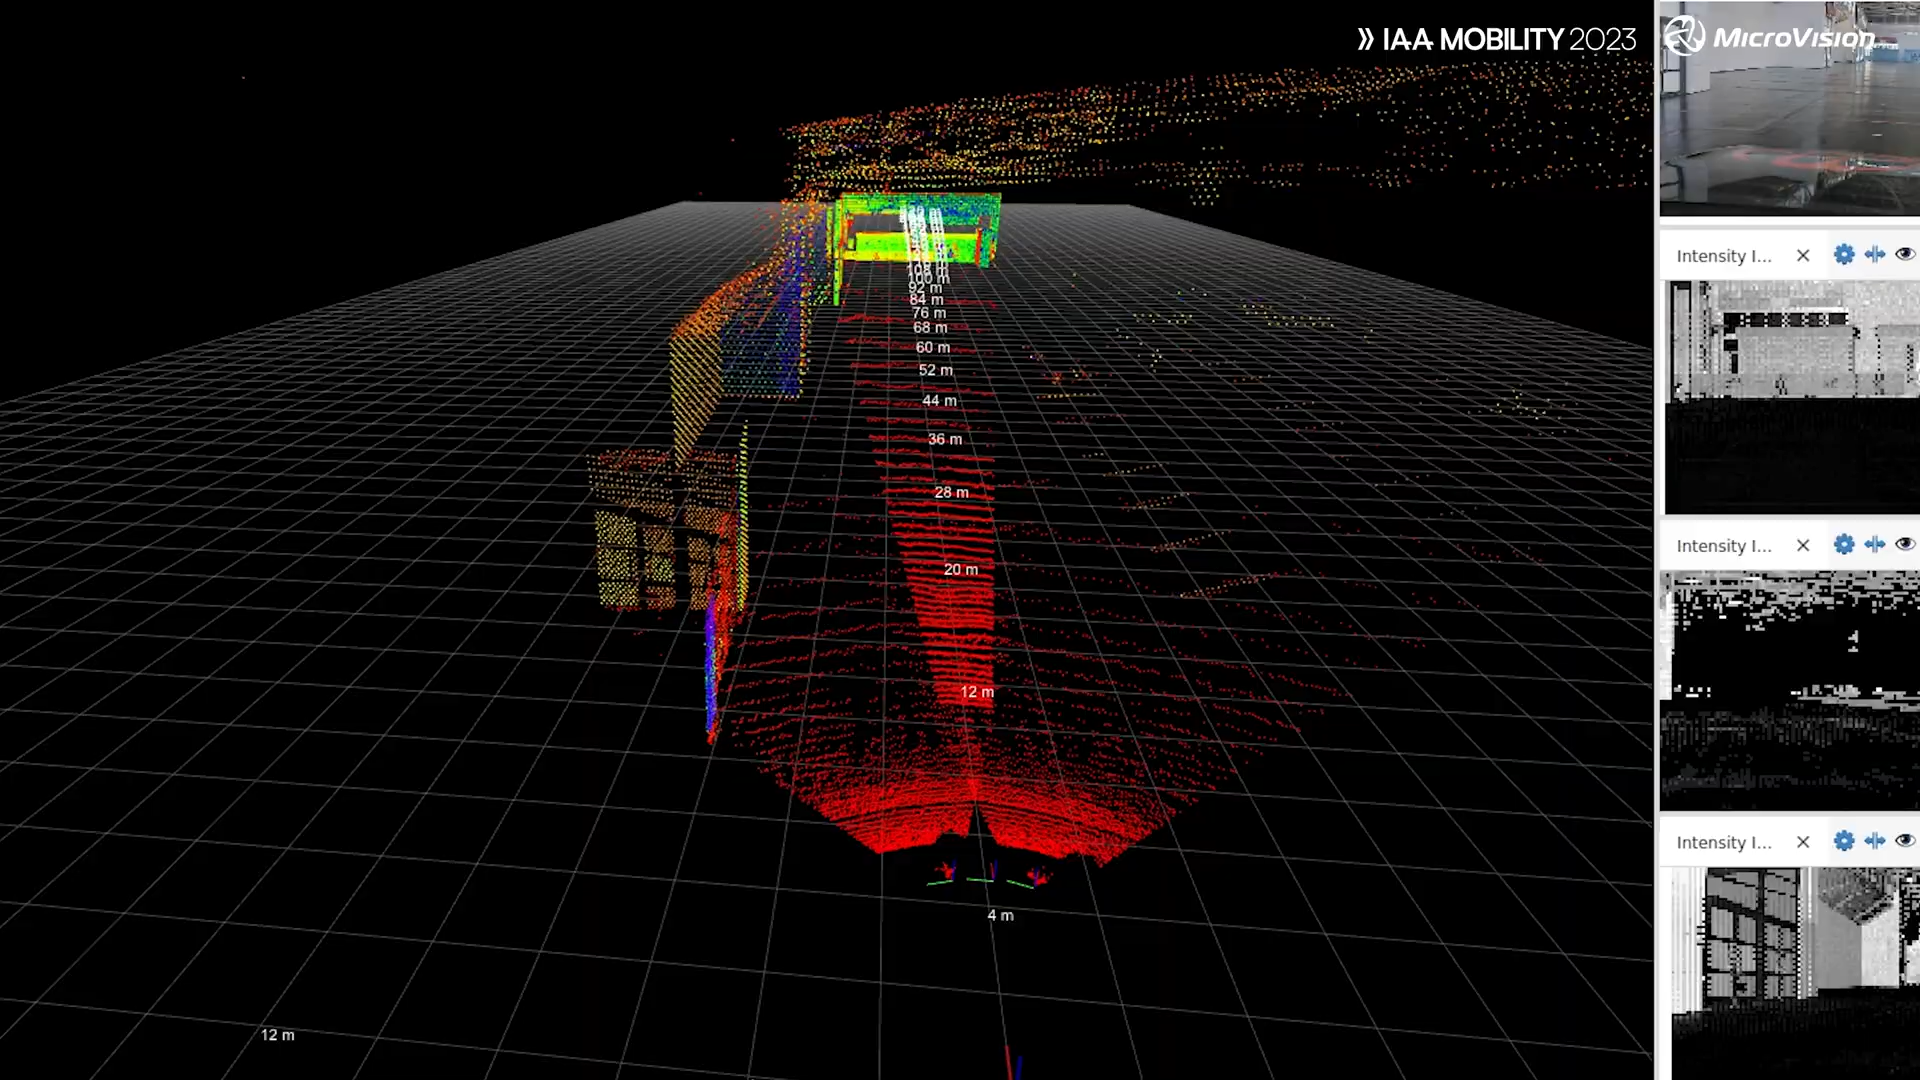 » IAA MOBILITY 2023
MicroVision
Intensity I...
Intensity I...
Intensity I...
108 m
100 m
92 m
84 m
76 m
68 m
60 m
52 m
44 m
36 m
28 m
20 m
12 m
4 m
12 m